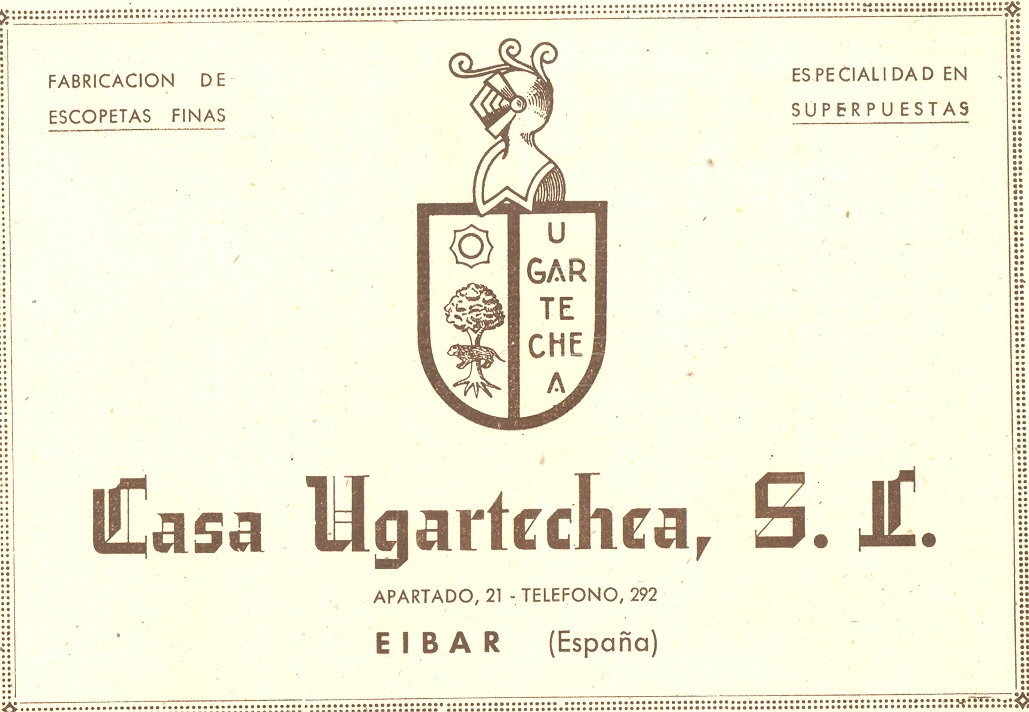 FABRICACION DE
ESCOPETAS FINAS
ESPECIALIDAD EN
SUPERPUESTAS
U
GAR
TE
CHE
A
Casa Ugartechea, S. L.
APARTADO, 21 - TELEFONO, 292
EIBAR (España)